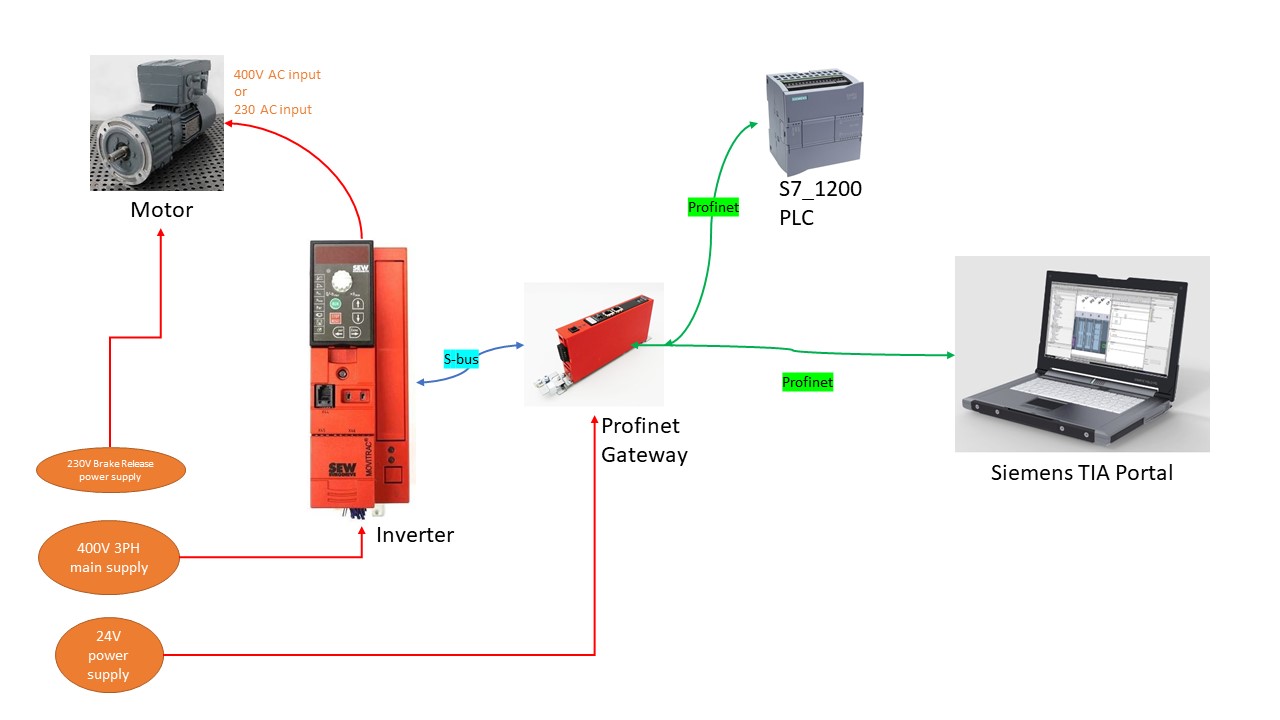 400V AC input
or
230 AC input
Motor
S7_1200
PLC
Profinet
SEW
S-bus
Profinet
Profinet
Gateway
Siemens TIA Portal
230V Brake Release
power supply
MOVITRAC®
SEW
Inverter
400V 3PH
main supply
24V
power
supply